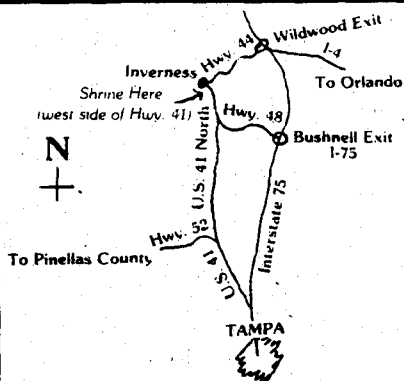 Wildwood Exit
Hwy. 44
I-4
To Orlando
Inverness
Shrine Here
(west side of Hwy. 41)
Hwy. 48
Bushnell Exit
I-75
N
U.S. 41 North
Interstate 75
Hwy. 52
To Pinellas County
U.S. 41
TAMPA